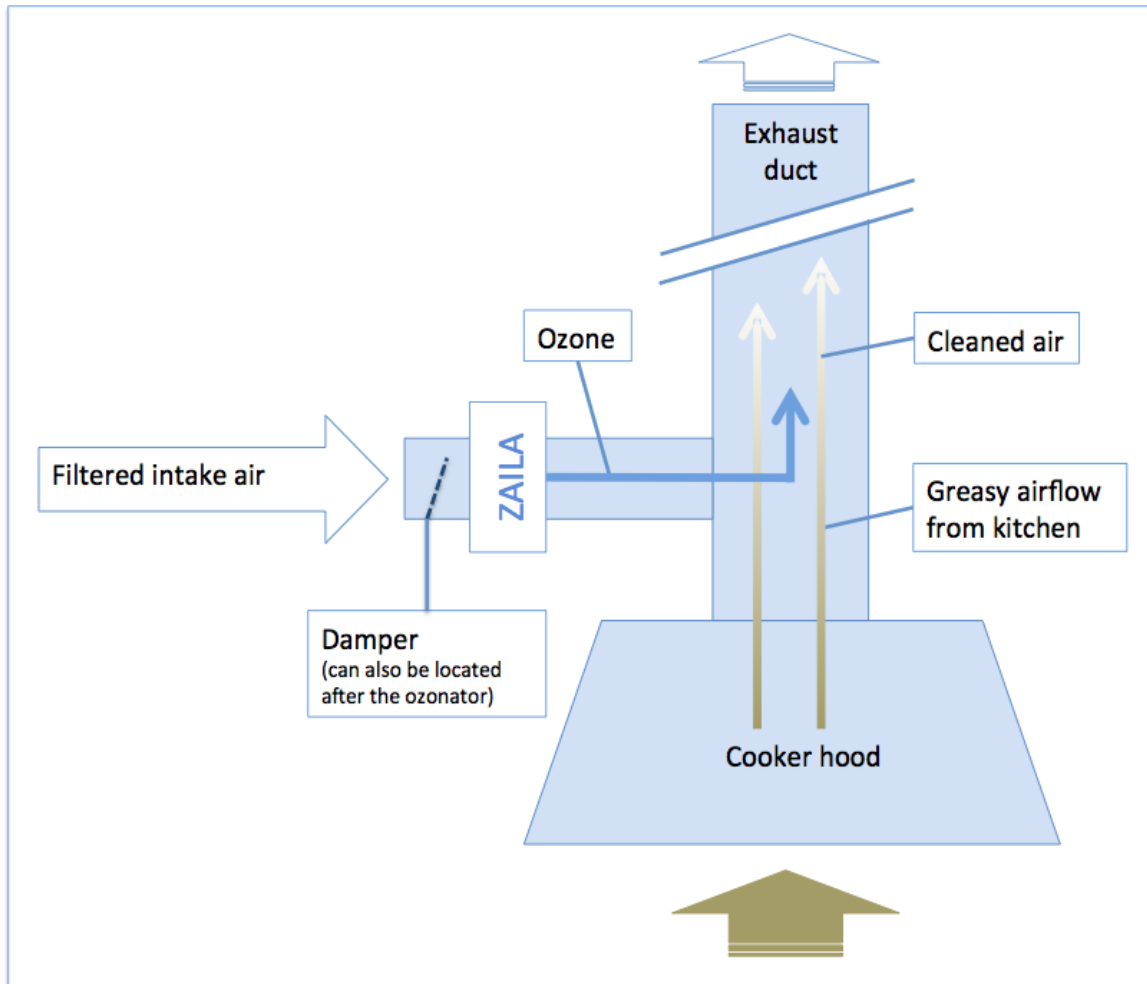 Exhaust
duct
Ozone
Cleaned air
Filtered intake air
ZAILA
Greasy airflow
from kitchen
Damper
(can also be located
after the ozonator)
Cooker hood